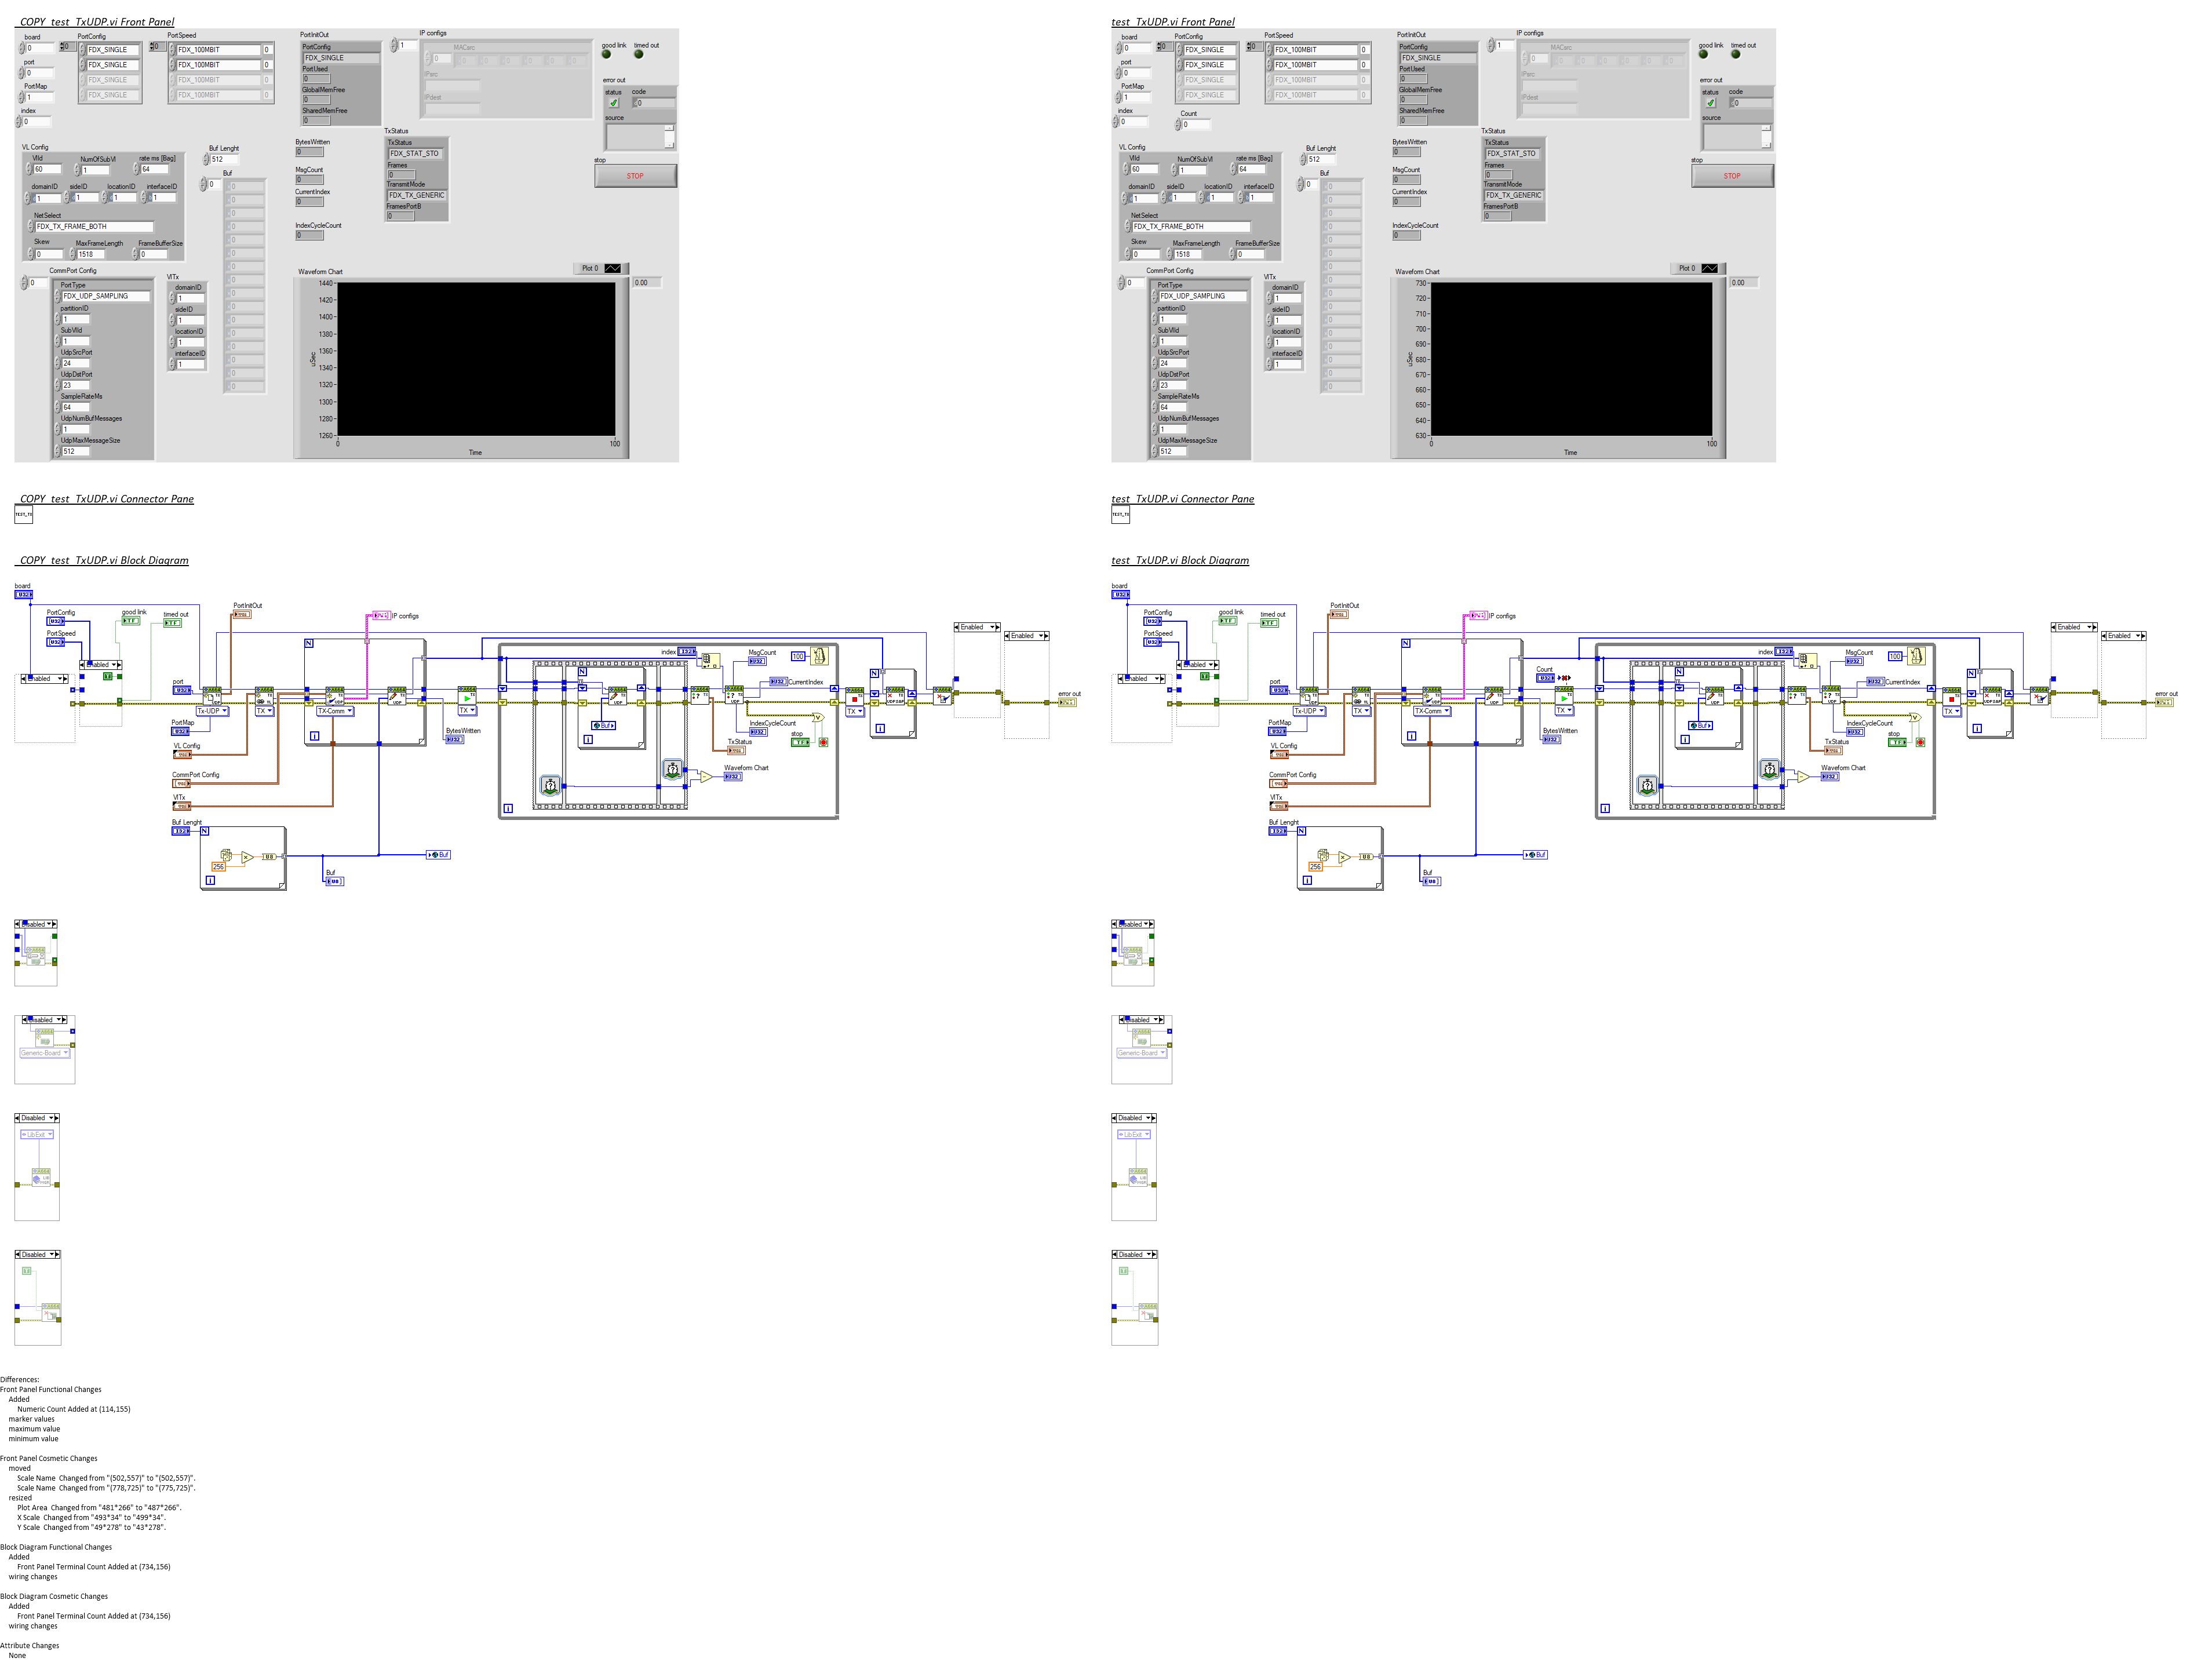 _COPY_test_TxUDP.vi Front Panel
board
0
0
PortConfig
FDX_SINGLE
FDX_SINGLE
FDX_SINGLE
FDX_SINGLE
PortSpeed
0
FDX_100MBIT 0
FDX_100MBIT 0
FDX_100MBIT 0
FDX_100MBIT 0
port
0
PortMap
1
index
0
PortInitOut
PortConfig
FDX_SINGLE
PortUsed
0
GlobalMemFree
0
SharedMemFree
0
IP configs
1
MACsrc
0
IPsrc
IPdest
good link
timed out
error out
status
code
0
source
stop
STOP
VL Config
VlId
60
NumOfSubVl
1
rate ms [Bag]
64
domainID
1
sideID
1
locationID
1
interfaceID
1
NetSelect
FDX_TX_FRAME_BOTH
Skew
0
MaxFrameLength
1518
FrameBufferSize
0
Buf Lenght
512
Buf
0
BytesWritten
0
MsgCount
0
CurrentIndex
0
IndexCycleCount
0
TxStatus
TxStatus
FDX_STAT_STO
Frames
0
TransmitMode
FDX_TX_GENERIC
FramesPortB
0
CommPort Config
0
PortType
FDX_UDP_SAMPLING
partitionID
1
SubVlId
1
UdpSrcPort
24
UdpDstPort
23
SampleRateMs
64
UdpNumBufMessages
1
UdpMaxMessageSize
512
VlTx
domainID
1
sideID
1
locationID
1
interfaceID
1
Waveform Chart
Plot 0
0.00
1440
1420
1400
1380
1360
1340
1320
1300
1280
1260
uSec
0
100
Time
test_TxUDP.vi Front Panel
board
0
0
PortConfig
FDX_SINGLE
FDX_SINGLE
FDX_SINGLE
FDX_SINGLE
PortSpeed
0
FDX_100MBIT 0
FDX_100MBIT 0
FDX_100MBIT 0
FDX_100MBIT 0
port
0
PortMap
1
index
0
Count
0
PortInitOut
PortConfig
FDX_SINGLE
PortUsed
0
GlobalMemFree
0
SharedMemFree
0
IP configs
1
MACsrc
0
IPsrc
IPdest
good link
timed out
error out
status
code
0
source
stop
STOP
VL Config
VlId
60
NumOfSubVl
1
rate ms [Bag]
64
domainID
1
sideID
1
locationID
1
interfaceID
1
NetSelect
FDX_TX_FRAME_BOTH
Skew
0
MaxFrameLength
1518
FrameBufferSize
0
Buf Lenght
512
Buf
0
BytesWritten
0
MsgCount
0
CurrentIndex
0
IndexCycleCount
0
TxStatus
TxStatus
FDX_STAT_STO
Frames
0
TransmitMode
FDX_TX_GENERIC
FramesPortB
0
CommPort Config
0
PortType
FDX_UDP_SAMPLING
partitionID
1
SubVlId
1
UdpSrcPort
24
UdpDstPort
23
SampleRateMs
64
UdpNumBufMessages
1
UdpMaxMessageSize
512
VlTx
domainID
1
sideID
1
locationID
1
interfaceID
1
Waveform Chart
Plot 0
0.00
730
710
700
690
680
670
660
650
640
630
uSec
0
100
Time
_COPY_test_TxUDP.vi Connector Pane
TEST_TX
test_TxUDP.vi Connector Pane
TEST_TX
_COPY_test_TxUDP.vi Block Diagram
board
U32
PortConfig
PortSpeed
good link
timed out
PortInitOut
IP configs
Enabled
Enabled
port
Tx-UDP
TX
TX-Comm
TX
PortMap
VL Config
CommPort Config
VlTx
Buf Lenght
256
Buf
Buf
BytesWritten
Buf
index
MsgCount
100
CurrentIndex
IndexCycleCount
stop
TxStatus
Waveform Chart
TX
Enabled
Enabled
error out
test_TxUDP.vi Block Diagram
board
U32
PortConfig
PortSpeed
good link
timed out
PortInitOut
IP configs
Enabled
Enabled
port
Tx-UDP
TX
TX-Comm
Count
TX
PortMap
VL Config
CommPort Config
VlTx
Buf Lenght
256
Buf
Buf
BytesWritten
Buf
index
MsgCount
100
CurrentIndex
IndexCycleCount
stop
TxStatus
Waveform Chart
TX
Enabled
Enabled
error out
Disabled
Disabled
Disabled
Generic-Board
Disabled
Generic-Board
Disabled
LibExit
Disabled
LibExit
Disabled
Disabled
Differences:
Front Panel Functional Changes
Added
Numeric Count Added at (114,155)
marker values
maximum value
minimum value
Front Panel Cosmetic Changes
moved
Scale Name Changed from "(502,557)" to "(502,557)".
Scale Name Changed from "(778,725)" to "(775,725)".
resized
Plot Area Changed from "481*266" to "487*266".
X Scale Changed from "493*34" to "499*34".
Y Scale Changed from "49*278" to "43*278".
Block Diagram Functional Changes
Added
Front Panel Terminal Count Added at (734,156)
wiring changes
Block Diagram Cosmetic Changes
Added
Front Panel Terminal Count Added at (734,156)
wiring changes
Attribute Changes
None